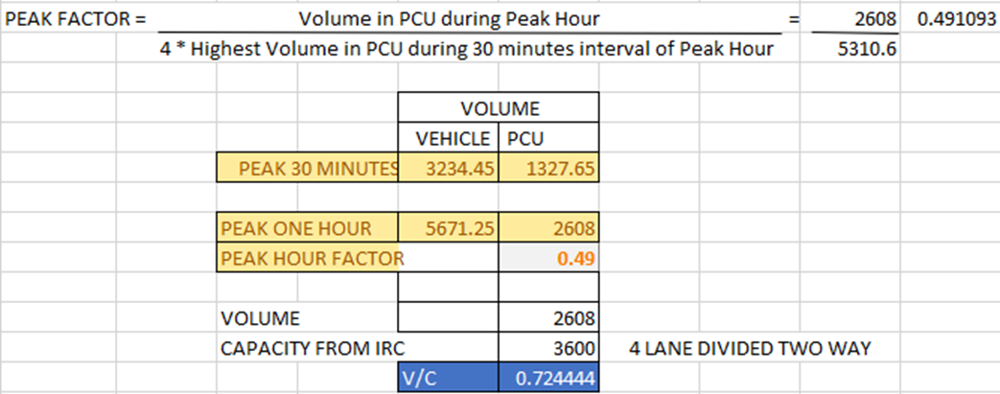 PEAK FACTOR = Volume in PCU during Peak Hour = 2608 0.491093
4 * Highest Volume in PCU during 30 minutes interval of Peak Hour 5310.6
VOLUME
VEHICLE PCU
PEAK 30 MINUTES 3234.45 1327.65
PEAK ONE HOUR 5671.25 2608
PEAK HOUR FACTOR 0.49
VOLUME 2608
CAPACITY FROM IRC 3600 4 LANE DIVIDED TWO WAY
V/C 0.724444